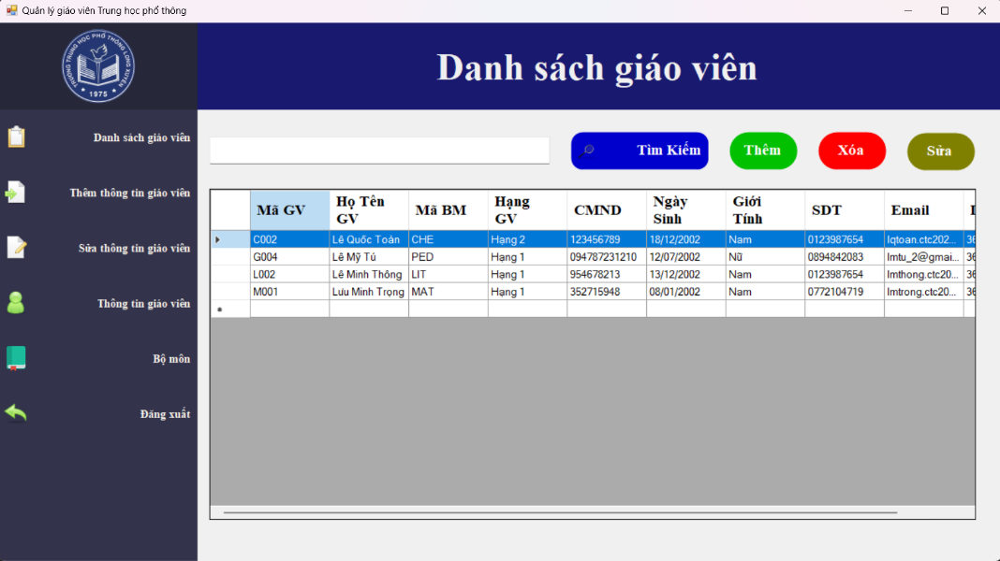 Quản lý giáo viên Trung học phổ thông
TRƯỜNG TRUNG HỌC PHỔ THÔNG LONG XUYÊN
1975
Danh sách giáo viên
Danh sách giáo viên
Thêm thông tin giáo viên
Sửa thông tin giáo viên
Thông tin giáo viên
Bộ môn
Đăng xuất
Tìm Kiếm Thêm Xóa Sửa
Mã GV Họ Tên GV Mã BM Hạng GV CMND Ngày Sinh Giới Tính SDT Email
C002 Lê Quốc Toàn CHE Hạng 2 123456789 18/12/2002 Nam 0123987654 lqtoan.ctc202... 36
G004 Lê Mỹ Tú PED Hạng 1 094787231210 12/07/2002 Nữ 0894842083 lmtu_2@gmai... 36
L002 Lê Minh Thông LIT Hạng 1 954678213 13/12/2002 Nam 0123987654 lmthong.ctc20... 36
M001 Lưu Minh Trọng MAT Hạng 1 352715948 08/01/2002 Nam 0772104719 lmtrong.ctc20... 36